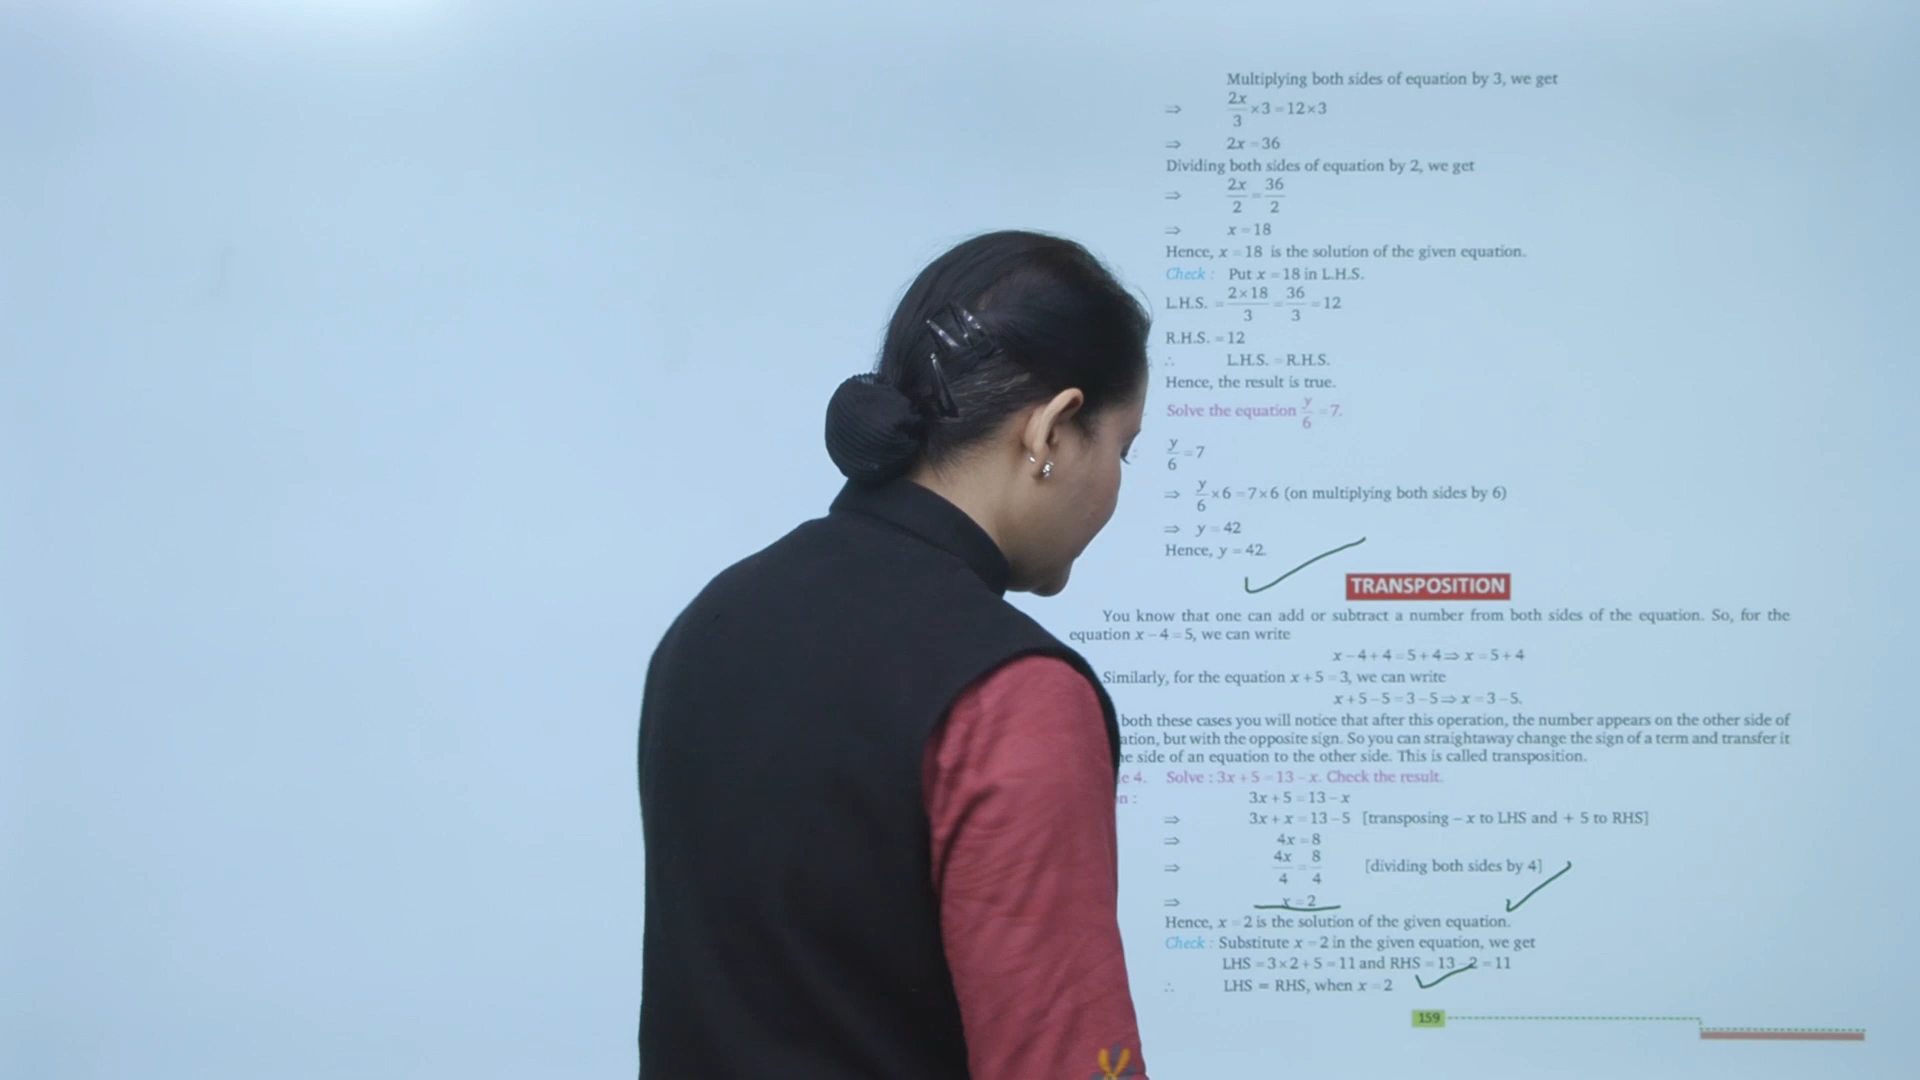 Multiplying both sides of equation by 3, we get
⇒ 2x/3 ×3 = 12×3
⇒ 2x = 36
Dividing both sides of equation by 2, we get
⇒ 2x/2 = 36/2
⇒ x = 18
Hence, x = 18 is the solution of the given equation.
Check : Put x = 18 in L.H.S.
L.H.S. = 2×18/3 = 36/3 = 12
R.H.S. = 12
∴ L.H.S. = R.H.S.
Hence, the result is true.
Solve the equation y/6 = 7.
: y/6 = 7
⇒ y/6 ×6 = 7×6 (on multiplying both sides by 6)
⇒ y = 42
Hence, y = 42.
TRANSPOSITION
You know that one can add or subtract a number from both sides of the equation. So, for the
equation x – 4 = 5, we can write
x – 4 + 4 = 5 + 4 ⇒ x = 5 + 4
Similarly, for the equation x + 5 = 3, we can write
x + 5 – 5 = 3 – 5 ⇒ x = 3 – 5.
both these cases you will notice that after this operation, the number appears on the other side of
ation, but with the opposite sign. So you can straightaway change the sign of a term and transfer it
side of an equation to the other side. This is called transposition.
e 4. Solve : 3x + 5 = 13 – x. Check the result.
n : 3x + 5 = 13 – x
⇒ 3x + x = 13 – 5 [transposing – x to LHS and + 5 to RHS]
⇒ 4x = 8
⇒ 4x/4 = 8/4 [dividing both sides by 4]
⇒ x = 2
Hence, x = 2 is the solution of the given equation.
Check : Substitute x = 2 in the given equation, we get
LHS = 3×2+5 = 11 and RHS = 13 – 2 = 11
∴ LHS = RHS, when x = 2
159